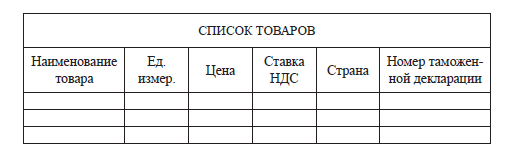 СПИСОК ТОВАРОВ
Наименование
товара
Ед.
измер.
Цена
Ставка
НДС
Страна
Номер таможен-
ной декларации